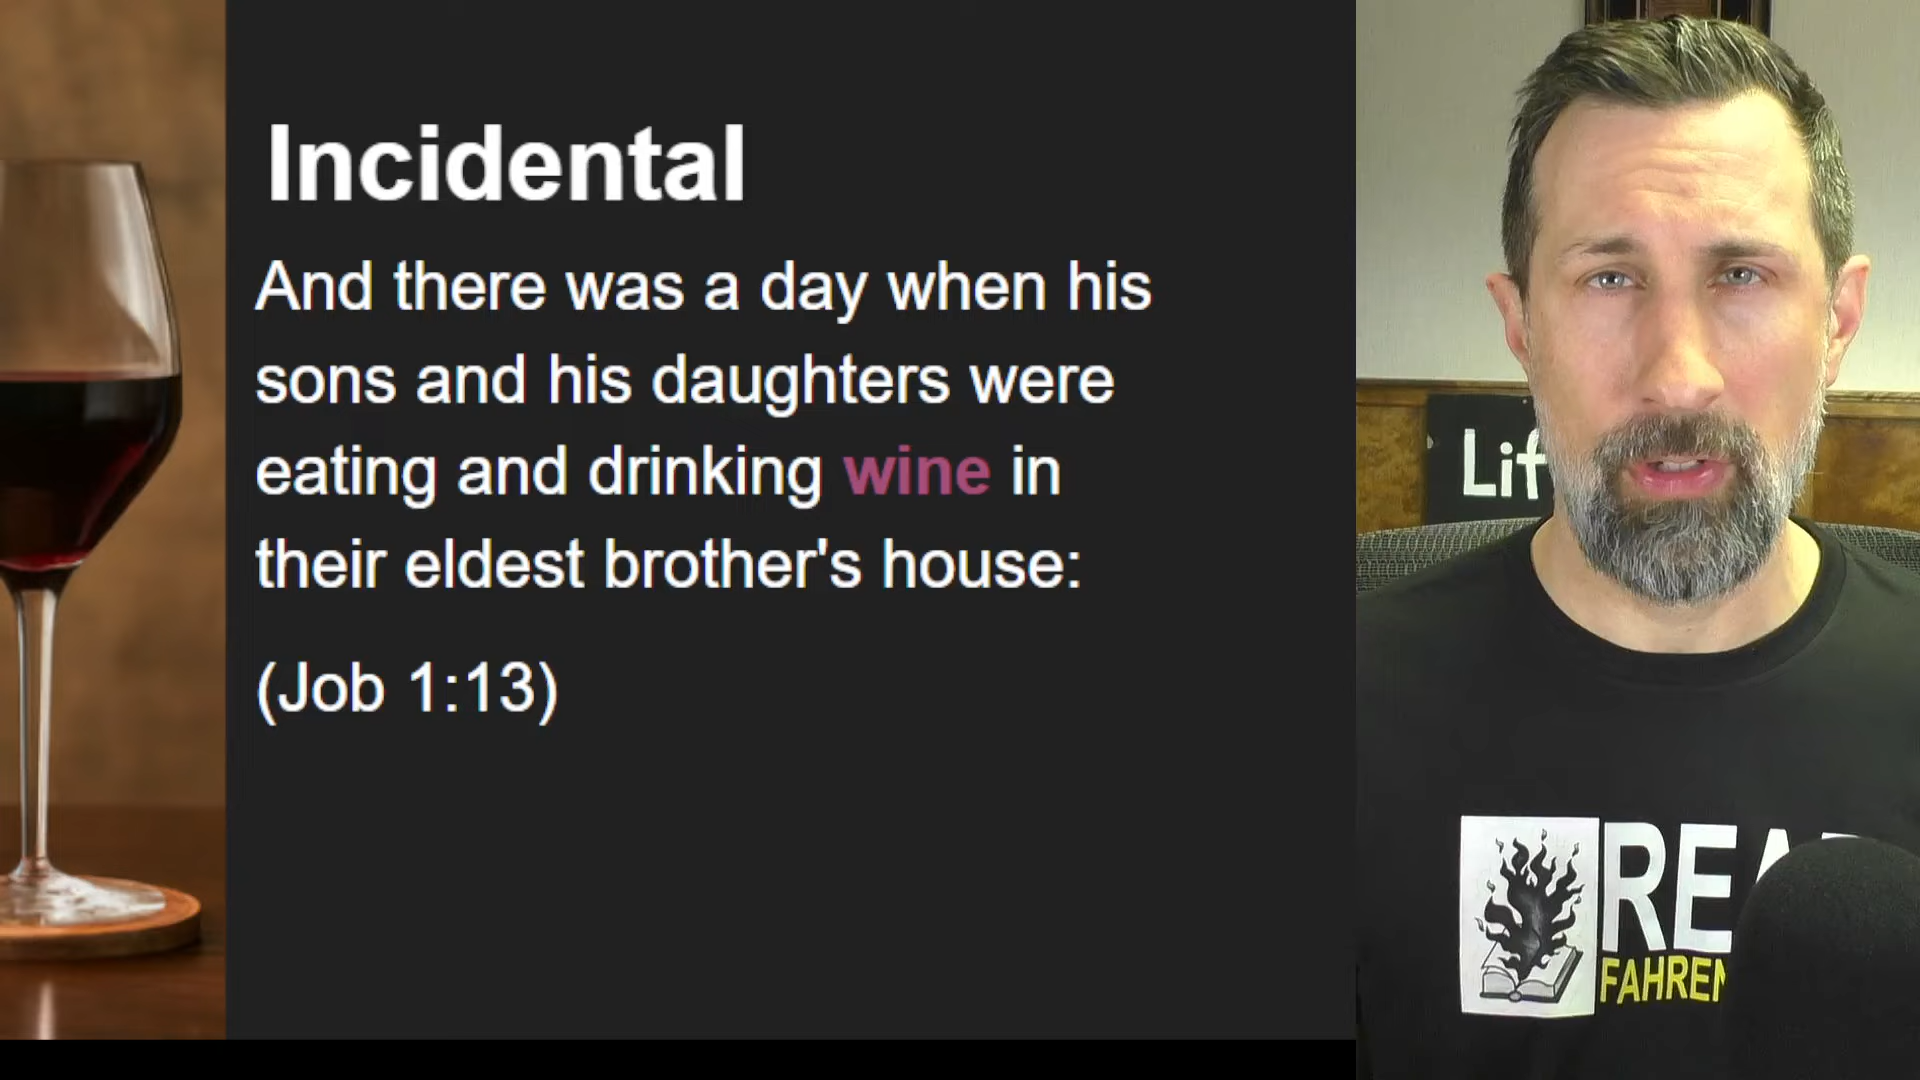 Incidental
And there was a day when his
sons and his daughters were
eating and drinking wine in
their eldest brother's house:
(Job 1:13)
Lif
REA
FAHREN